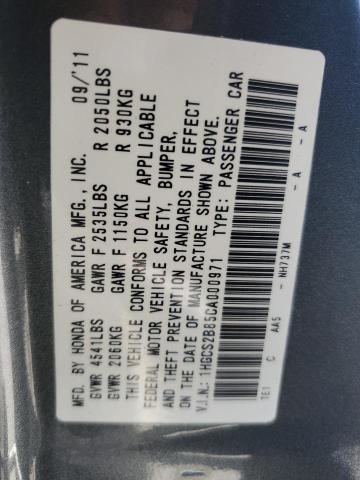 MFD. BY HONDA OF AMERICA MFG., INC. 09/'11
GVWR 4541LBS GAWR F 2535LBS R 2050LBS
GVWR 2060KG GAWR F 1150KG R 930KG
THIS VEHICLE CONFORMS TO ALL APPLICABLE
FEDERAL MOTOR VEHICLE SAFETY, BUMPER,
AND THEFT PREVENTION STANDARDS IN EFFECT
ON THE DATE OF MANUFACTURE SHOWN ABOVE.
V.I.N.: 1HGCS2B85CA000971 TYPE: PASSENGER CAR
TE1 C AA5 - NH737M - A - A